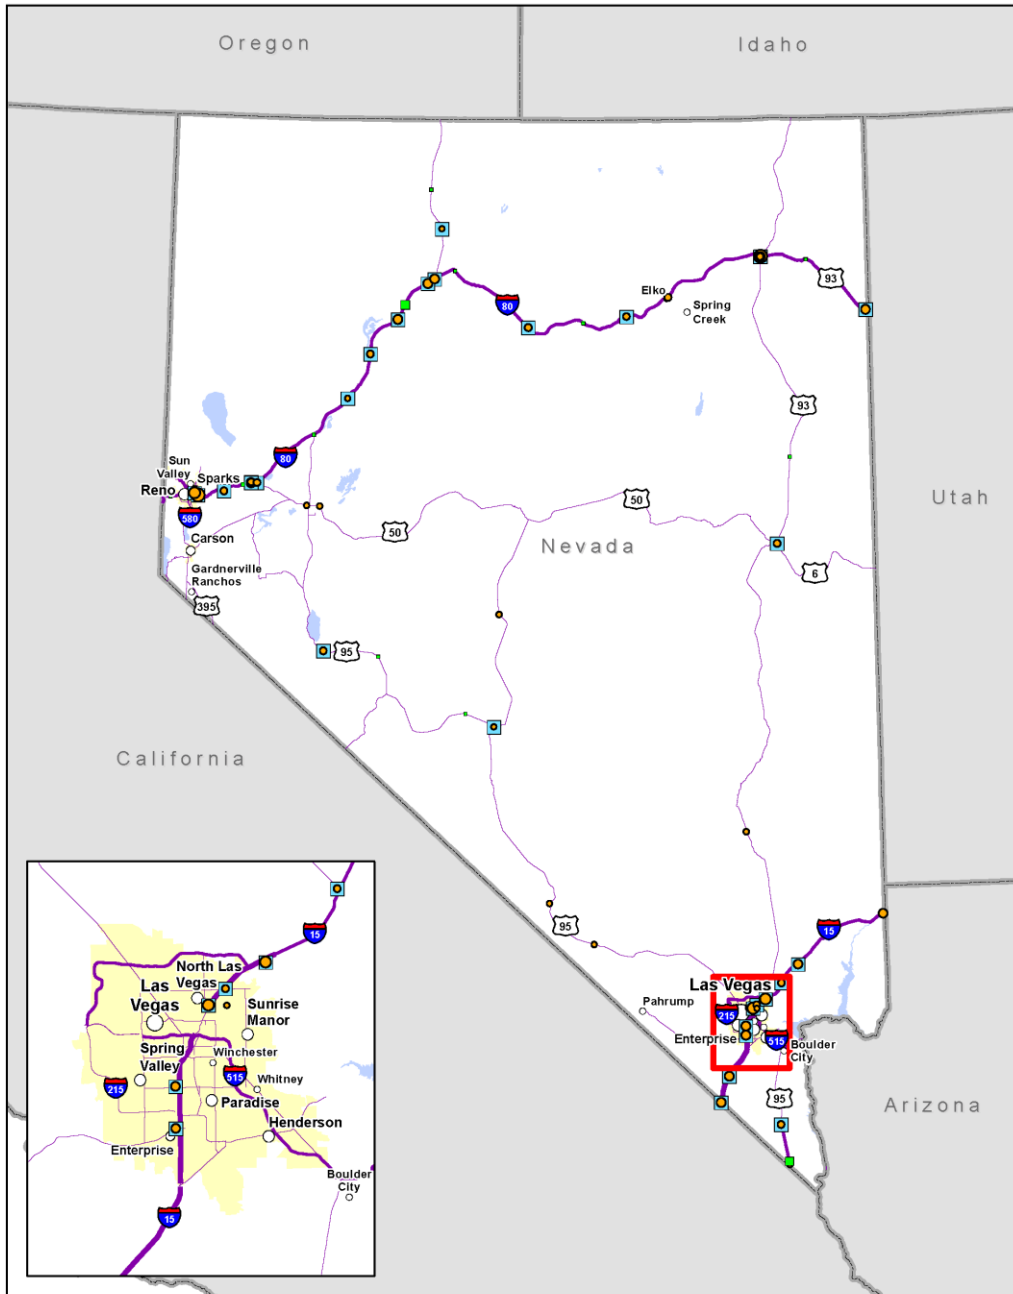 Oregon
Idaho
93
Elko
Spring
Creek
80
93
80
Sun
Valley
Sparks
Reno
580
50
50
Utah
Carson
Nevada
6
Gardnerville
Ranchos
395
95
California
95
15
Las Vegas
Pahrump
215
Enterprise
515
Boulder
City
95
Arizona
15
North Las
Vegas
Las
Vegas
Sunrise
Manor
Spring
Valley
Winchester
515
Whitney
215
Paradise
Henderson
Enterprise
Boulder
City
15